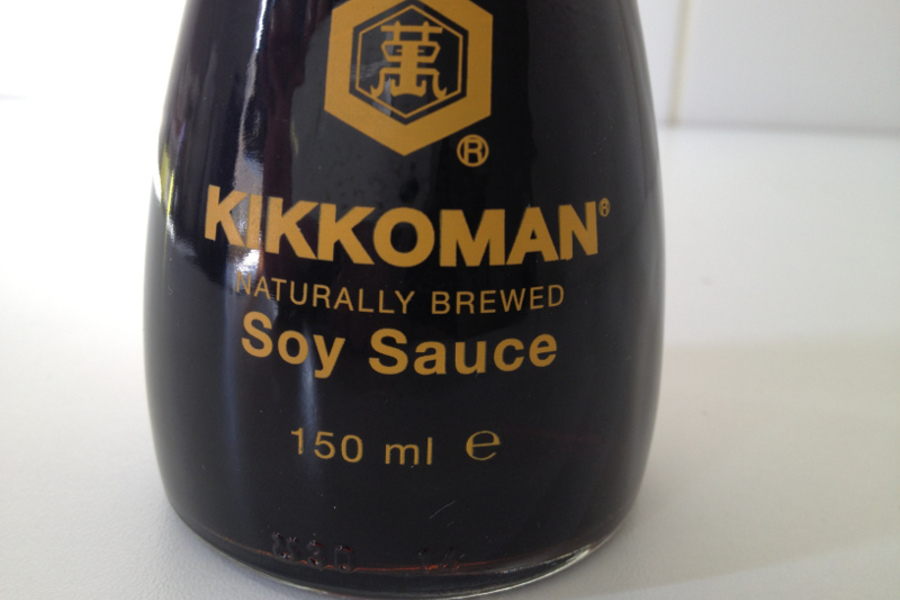 萬
®
KIKKOMAN®
NATURALLY BREWED
Soy Sauce
150 ml ℮